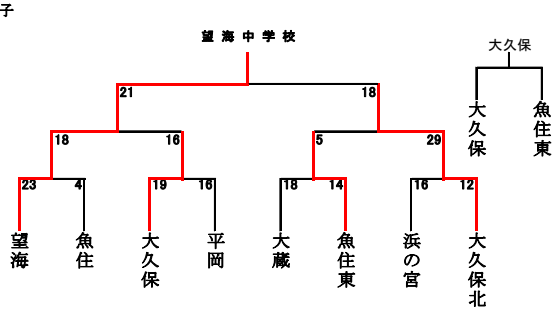 子
望海中学校
大久保
21 18
大久保 魚住東
18 16 5 29
23 4 19 16 18 14 16 12
望海 魚住 大久保 平岡 大蔵 魚住東 浜の宮 大久保北